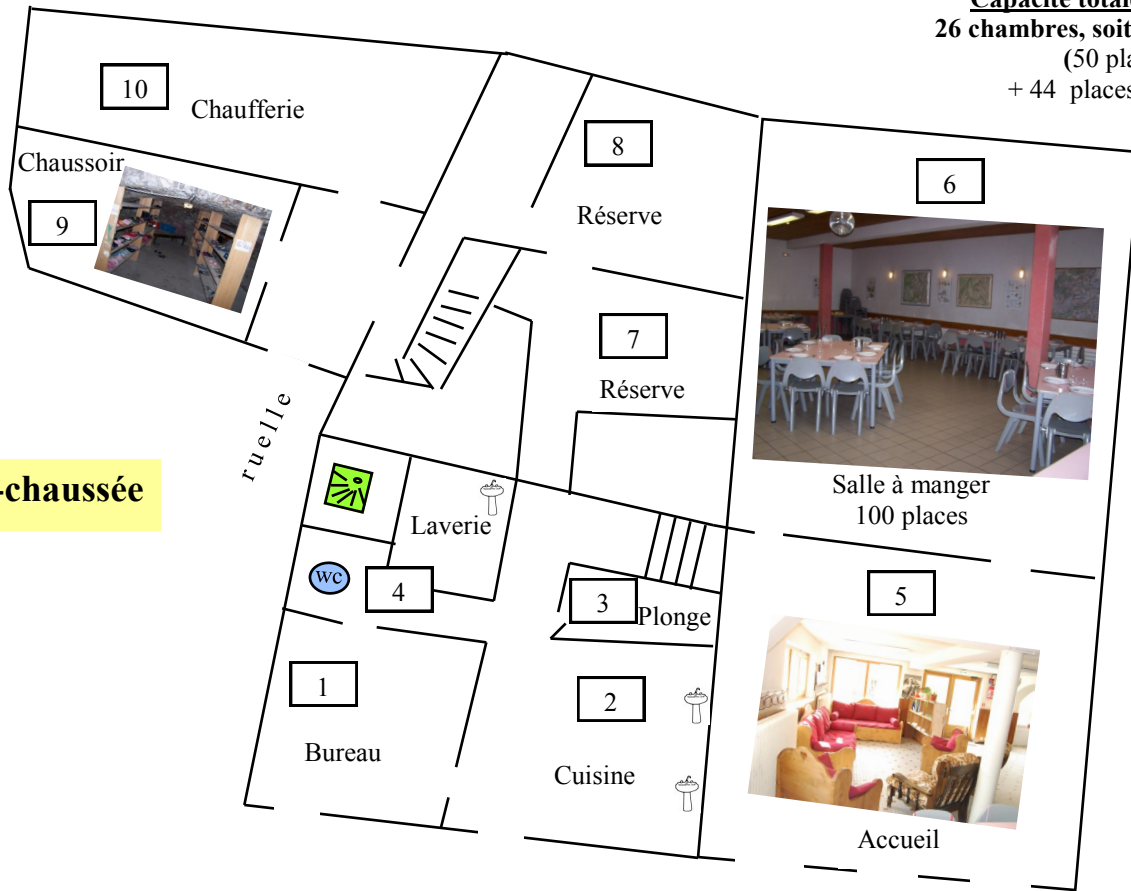 Capacité totale
26 chambres, soit
(50 pla
+ 44 places
10
Chaufferie
8
Réserve
6
Chaussoir
9
7
Réserve
Salle à manger
100 places
ruelle
-chaussée
Laverie
wc
4
3
Plonge
5
1
Bureau
2
Cuisine
Accueil